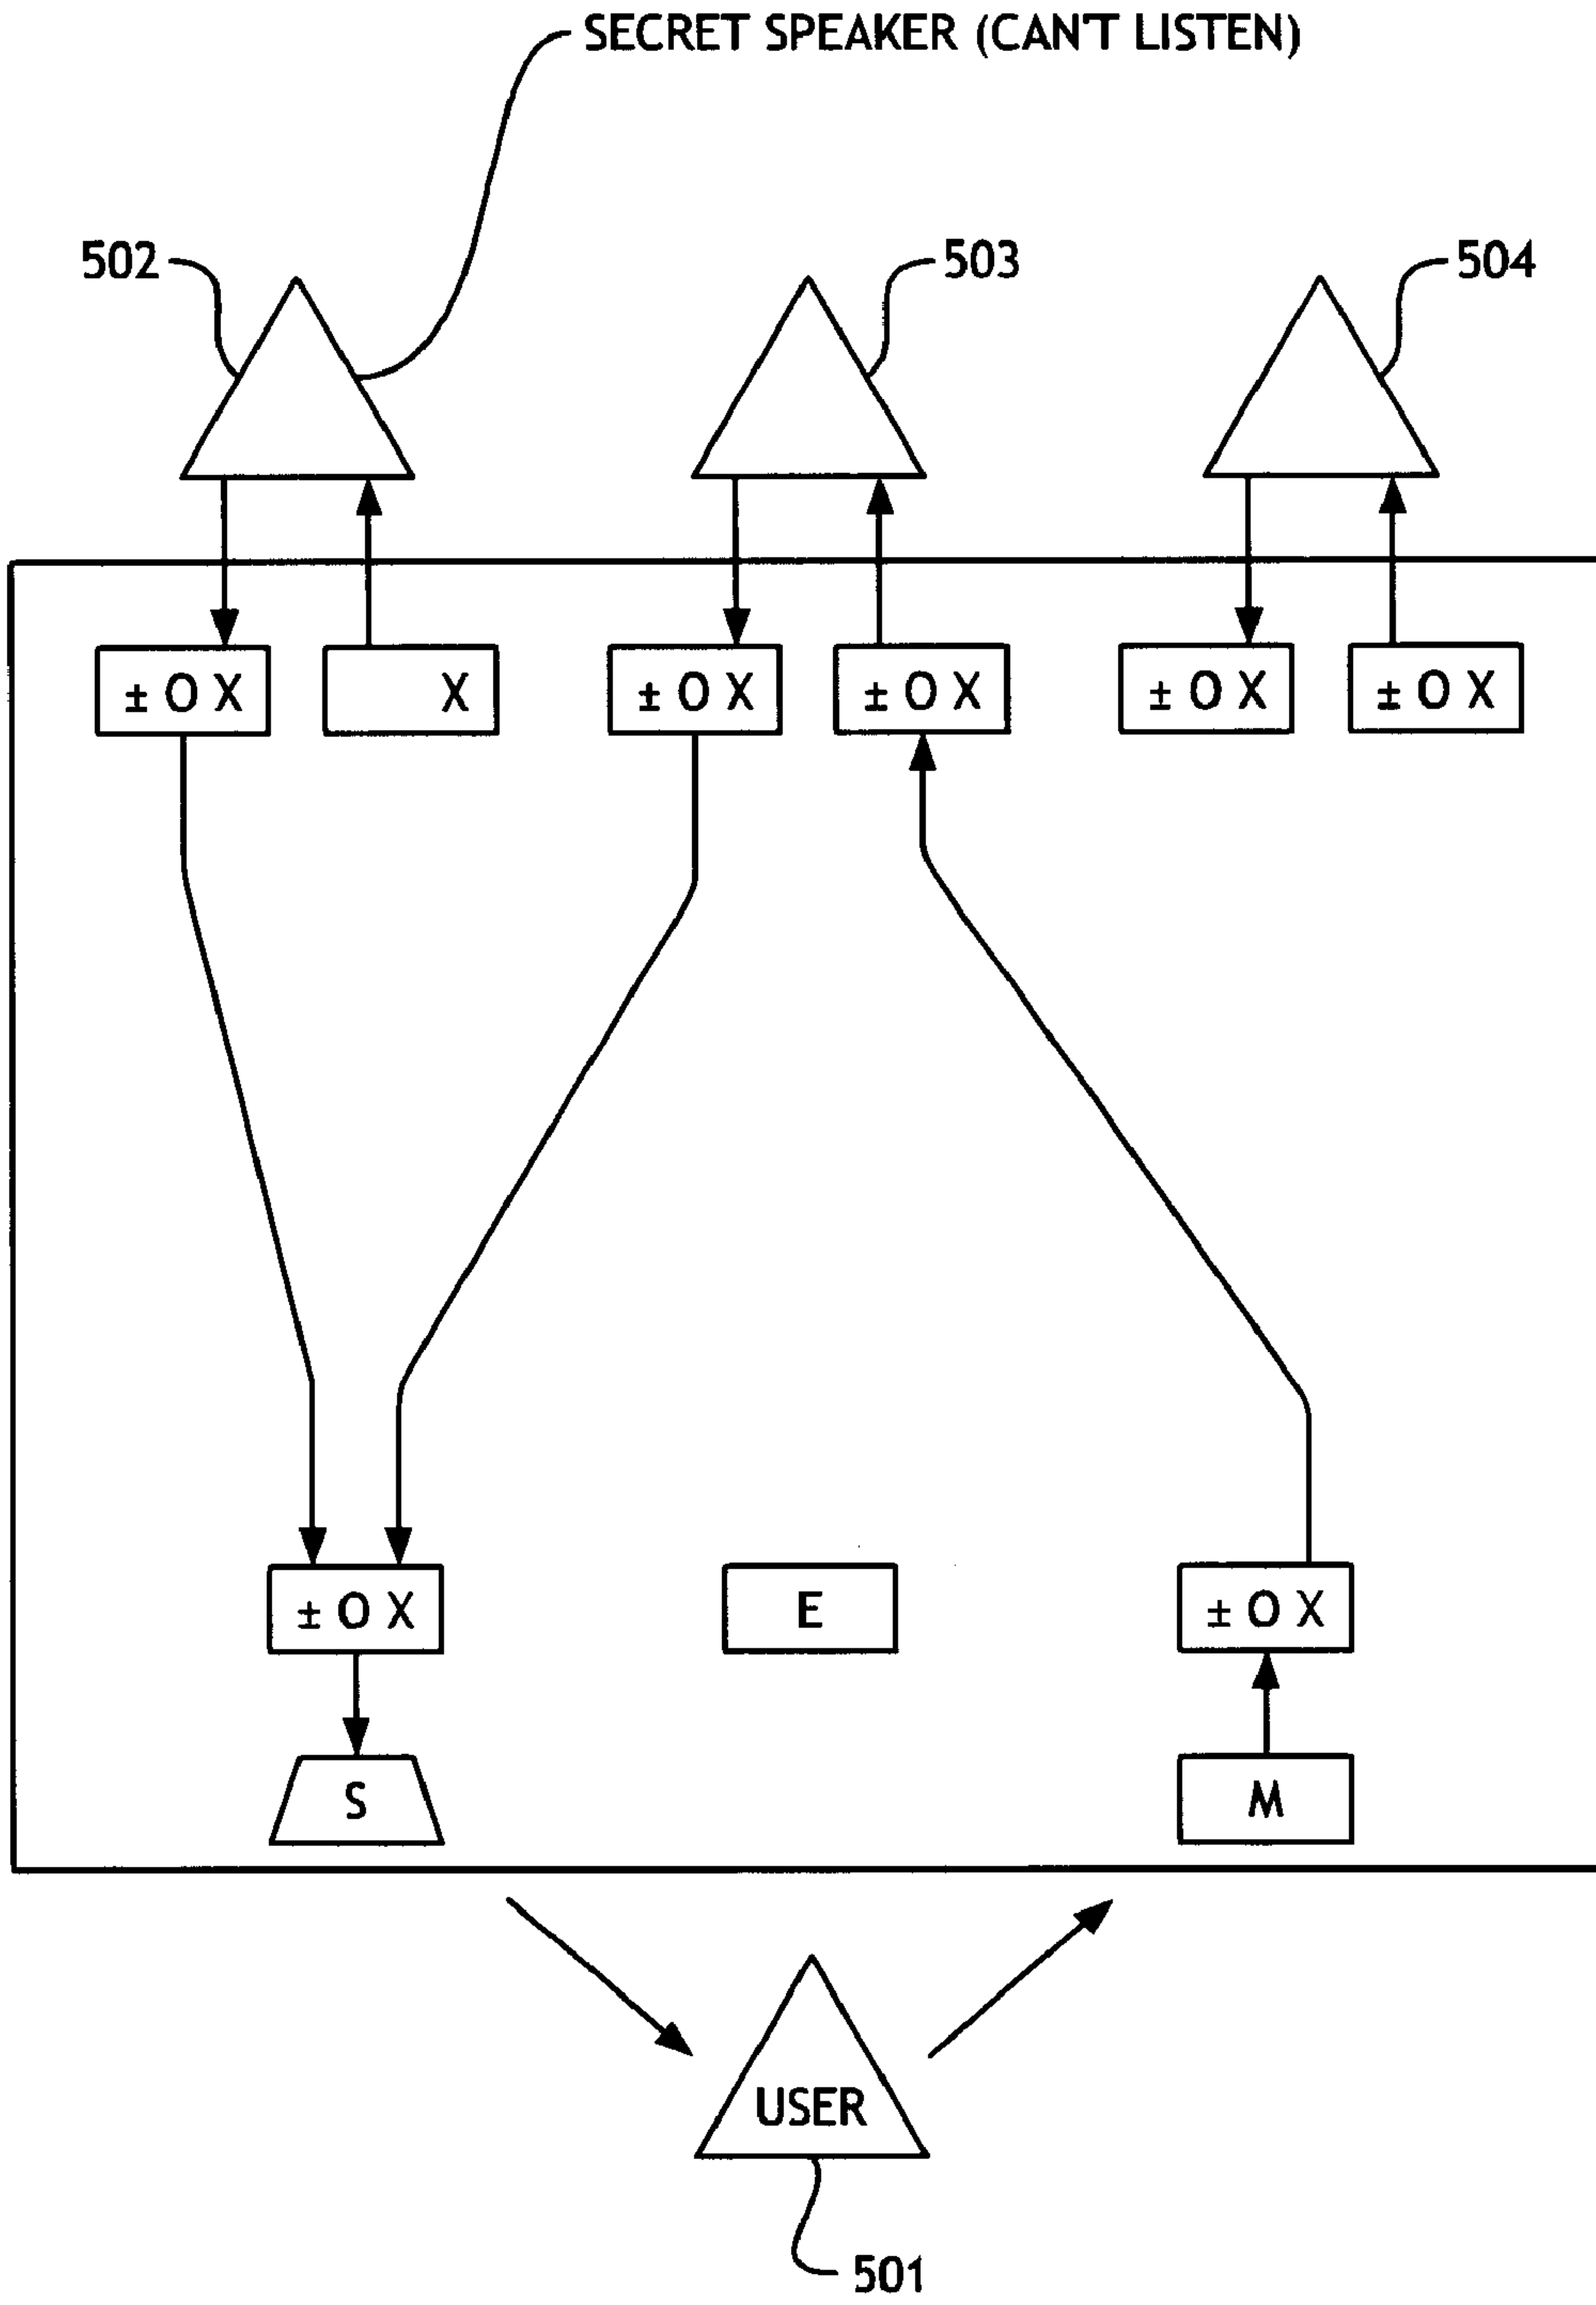 SECRET SPEAKER (CAN'T LISTEN)
502
503
504
± O X
X
± O X
± O X
± O X
± O X
± O X
E
± O X
S
M
USER
501